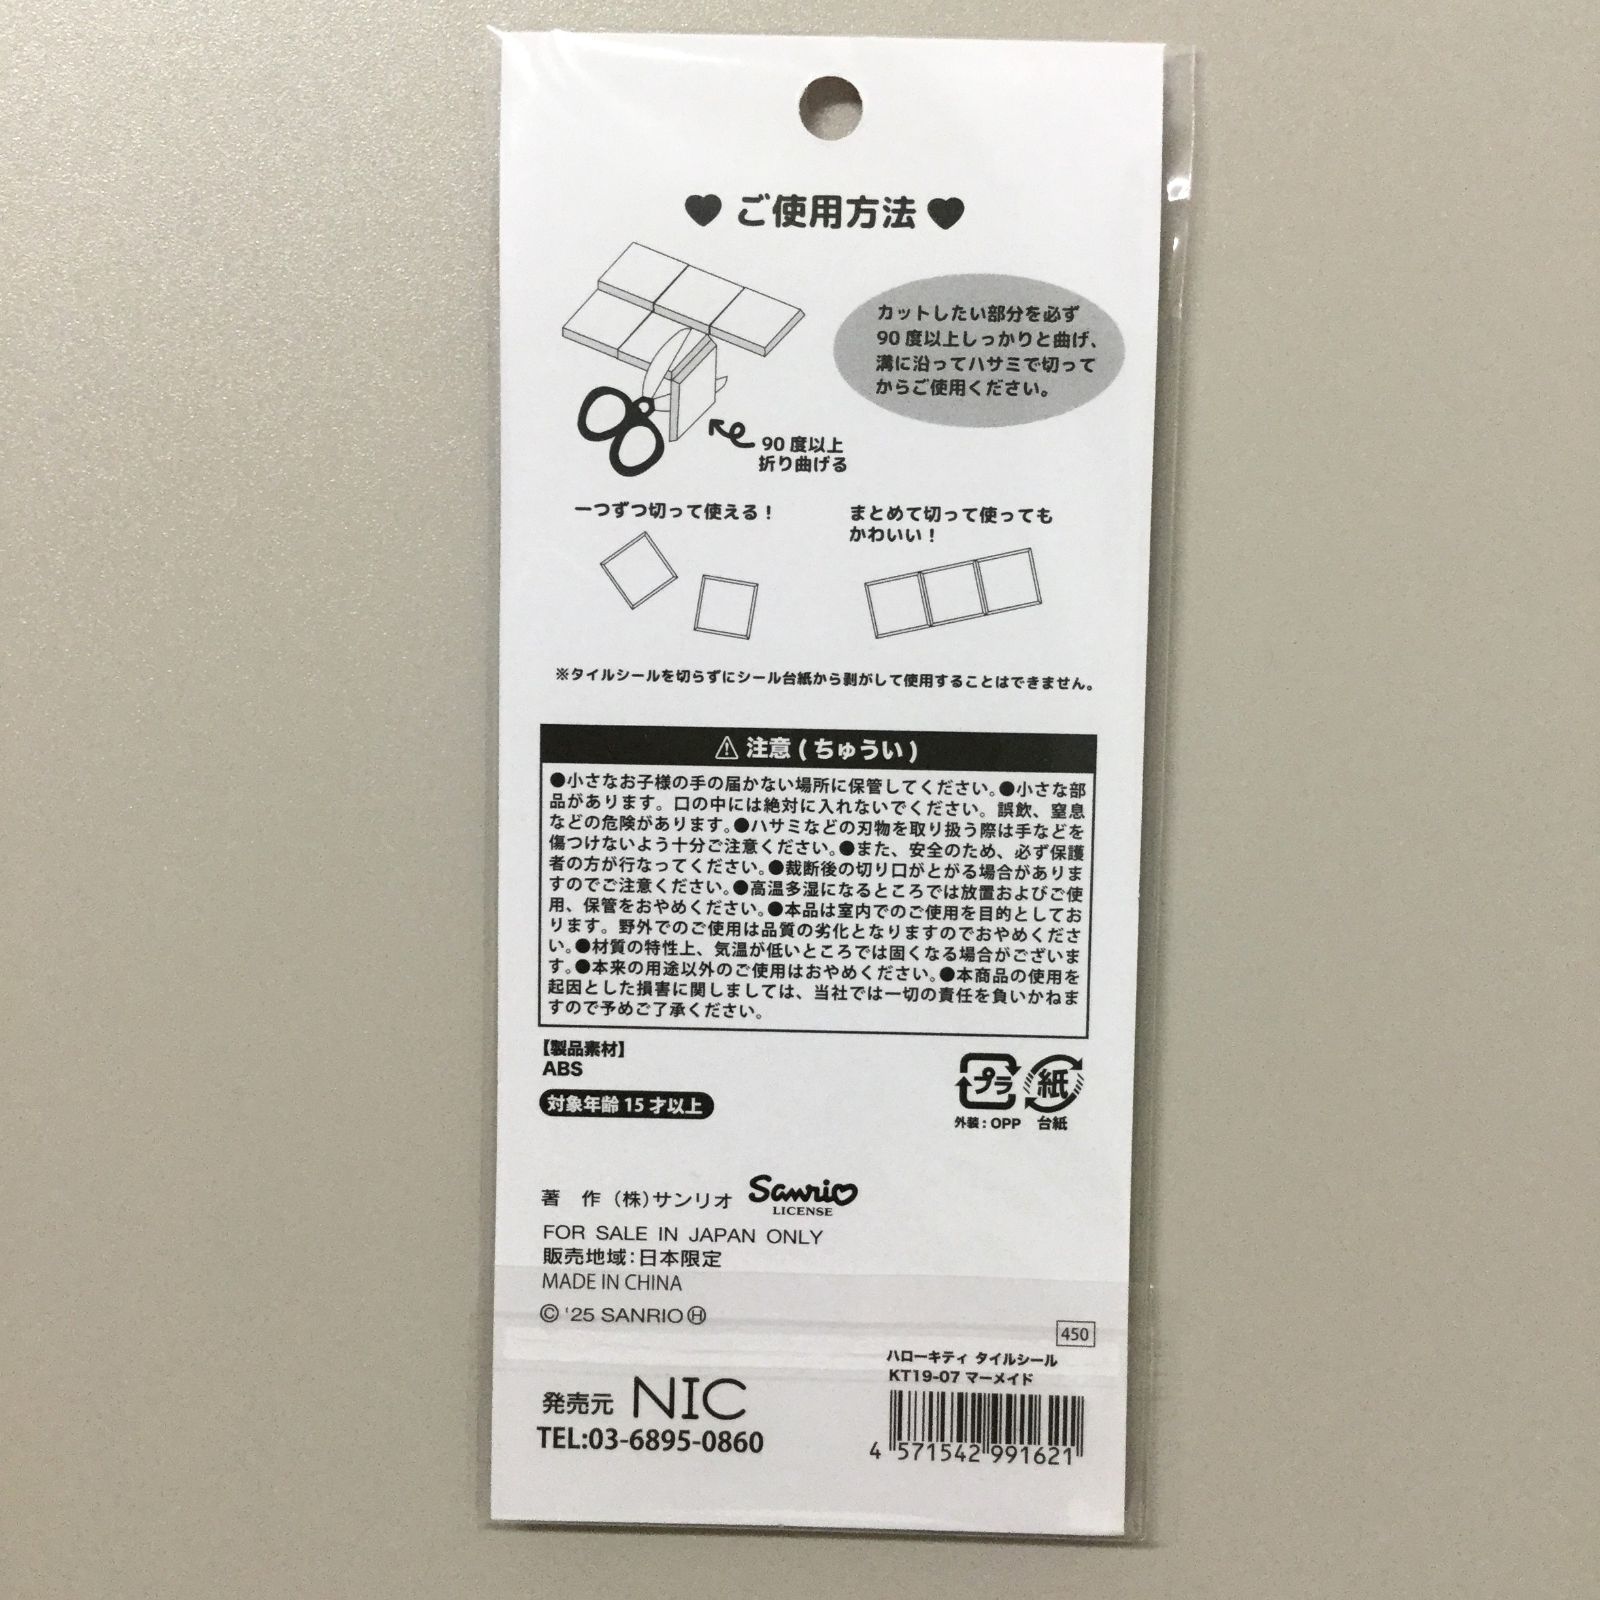 ♥ ご使用方法 ♥
カットしたい部分を必ず
90 度以上しっかりと曲げ、
溝に沿ってハサミで切って
からご使用ください。
90 度以上
折り曲げる
一つずつ切って使える!
まとめて切って使っても
かわいい!
※タイルシールを切らずにシール台紙から剥がして使用することはできません。
⚠ 注意 ( ちゅうい )
●小さなお子様の手の届かない場所に保管してください。●小さな部
品があります。口の中には絶対に入れないでください。誤飲、窒息
などの危険があります。●ハサミなどの刃物を取り扱う際は手などを
傷つけないよう十分ご注意ください。●また、安全のため、必ず保護
者の方が行なってください。●裁断後の切り口がとがる場合がありま
すのでご注意ください。●高温多湿になるところでは放置およびご使
用、保管をおやめください。●本品は室内でのご使用を目的としてお
ります。野外でのご使用は品質の劣化となりますのでおやめくださ
い。●材質の特性上、気温が低いところでは固くなる場合がございま
す。●本来の用途以外のご使用はおやめください。●本商品の使用を
起因とした損害に関しましては、当社では一切の責任を負いかねま
すので予めご了承ください。
【製品素材】
ABS
対象年齢 15 才以上
プラ 紙
外装 : OPP 台紙
著 作 (株)サンリオ Sanrio
LICENSE
FOR SALE IN JAPAN ONLY
販売地域:日本限定
MADE IN CHINA
© '25 SANRIO Ⓗ
450
ハローキティ タイルシール
KT19-07 マーメイド
発売元 NIC
TEL:03-6895-0860
4 571542 991621